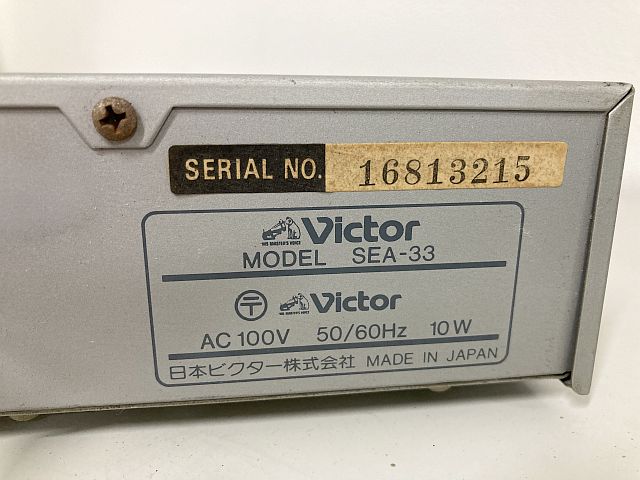 SERIAL NO. 16813215
Victor
MODEL SEA-33
〒 Victor
AC 100V 50/60Hz 10W
日本ビクター株式会社 MADE IN JAPAN